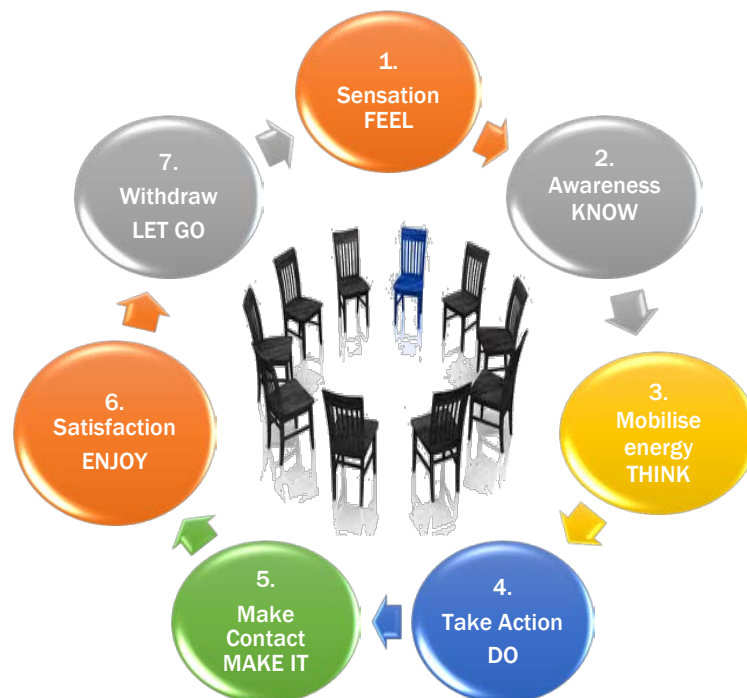 1.
Sensation
FEEL
2.
Awareness
KNOW
3.
Mobilise
energy
THINK
4.
Take Action
DO
5.
Make
Contact
MAKE IT
6.
Satisfaction
ENJOY
7.
Withdraw
LET GO